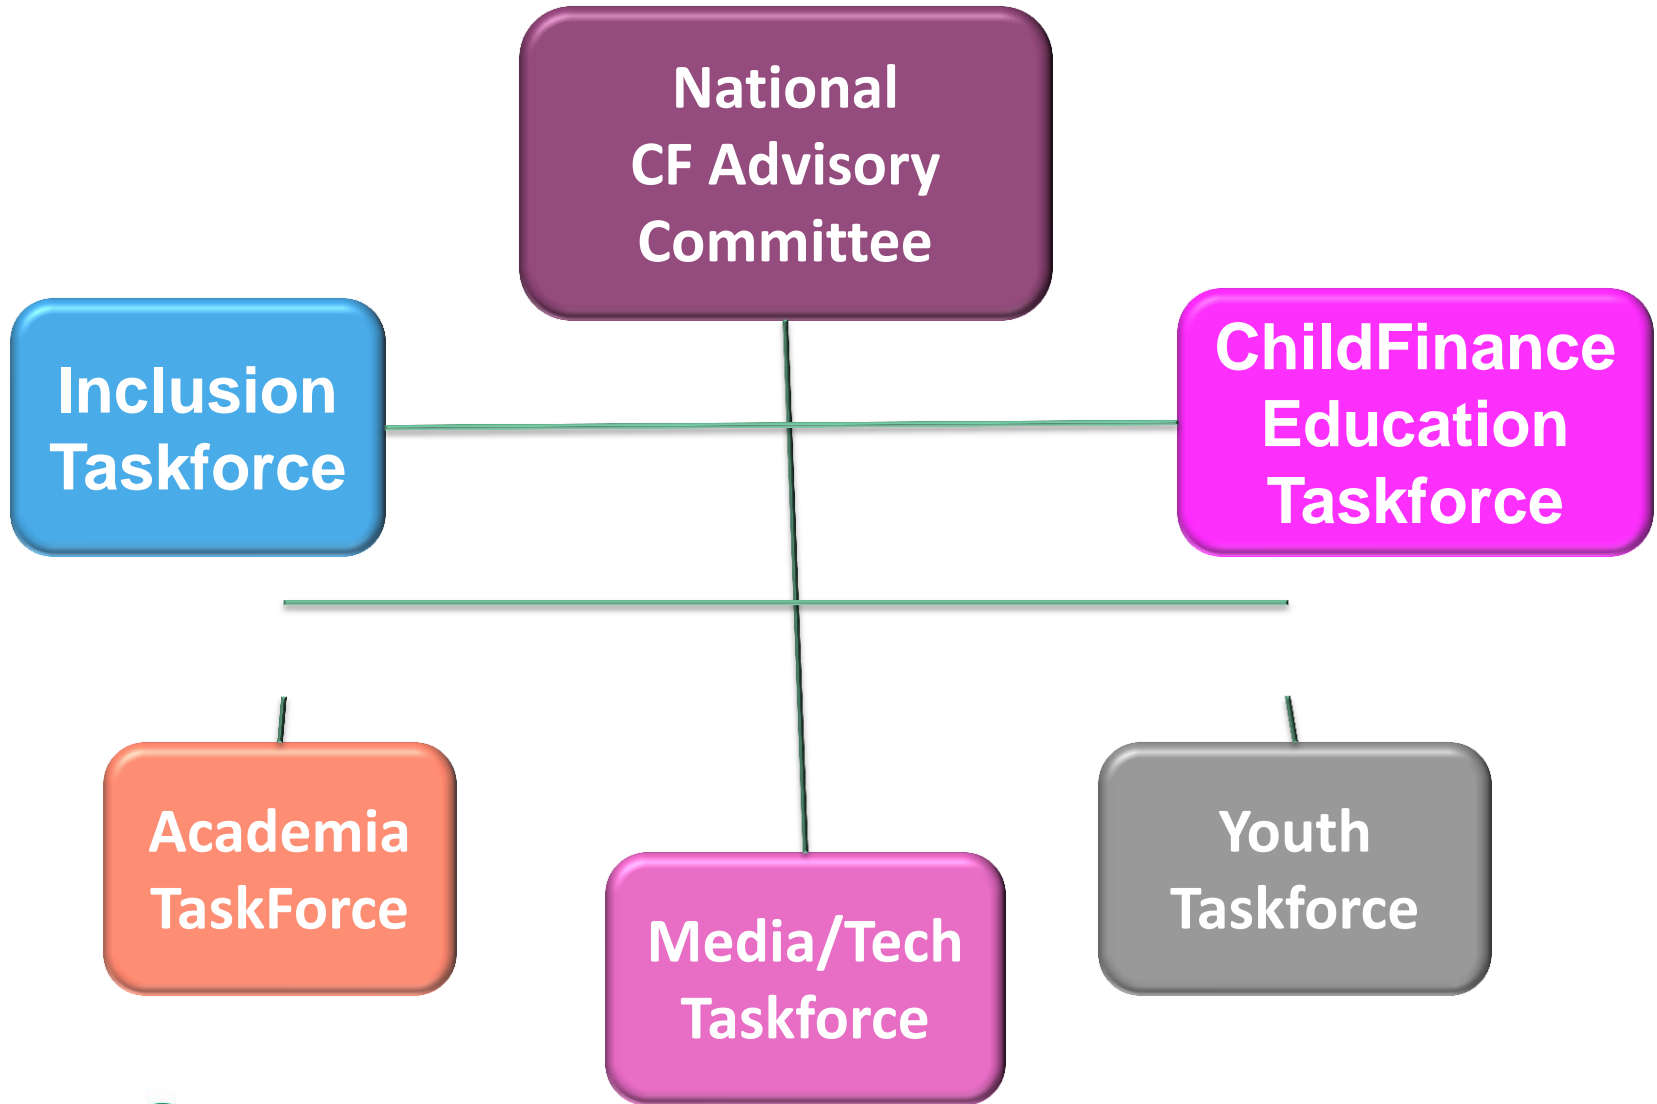 National
CF Advisory
Committee
Inclusion
Taskforce
ChildFinance
Education
Taskforce
Academia
TaskForce
Media/Tech
Taskforce
Youth
Taskforce